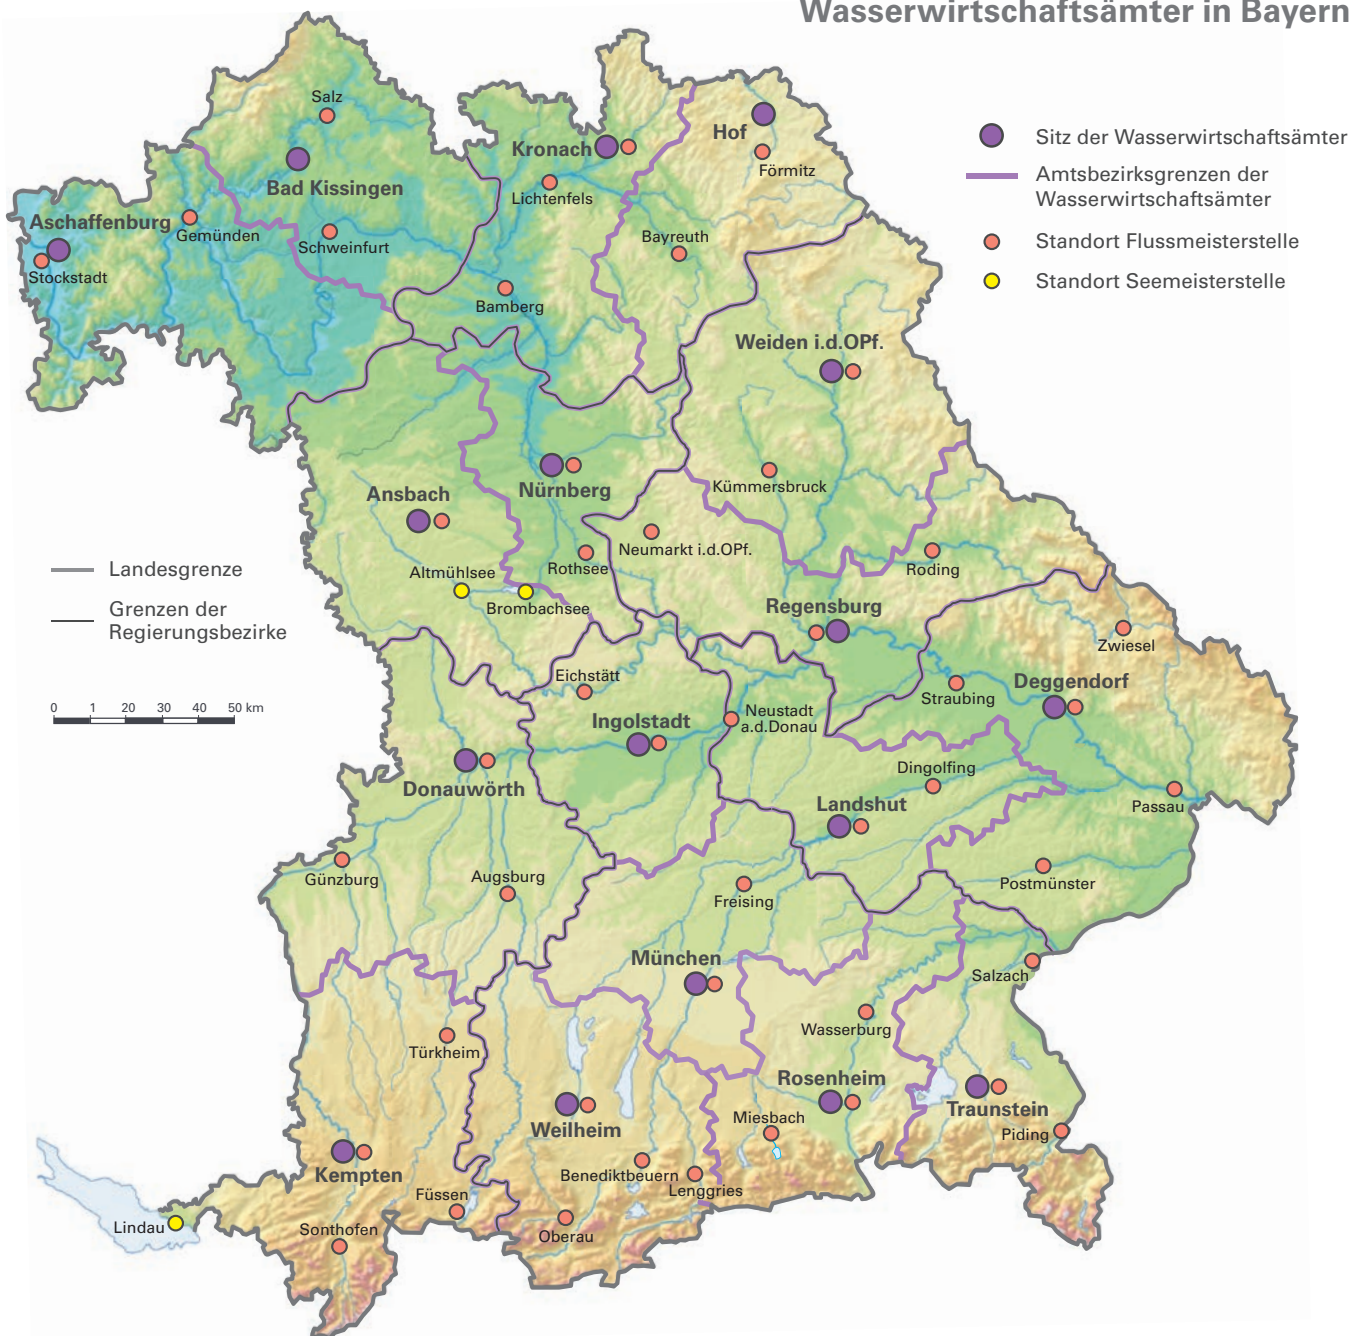 Wasserwirtschaftsämter in Bayern
Sitz der Wasserwirtschaftsämter
Amtsbezirksgrenzen der
Wasserwirtschaftsämter
Standort Flussmeisterstelle
Standort Seemeisterstelle
Salz
Bad Kissingen
Kronach
Hof
Förmitz
Lichtenfels
Aschaffenburg
Gemünden
Schweinfurt
Stockstadt
Bayreuth
Bamberg
Weiden i.d.OPf.
Kümmersbruck
Ansbach
Nürnberg
Neumarkt i.d.OPf.
Rothsee
Roding
Altmühlsee
Brombachsee
Landesgrenze
Grenzen der
Regierungsbezirke
Regensburg
Zwiesel
Eichstätt
Straubing
Deggendorf
0 1 20 30 40 50 km
Ingolstadt
Neustadt
a.d.Donau
Donauwörth
Dingolfing
Landshut
Passau
Günzburg
Augsburg
Freising
Postmünster
München
Salzach
Wasserburg
Türkheim
Rosenheim
Traunstein
Weilheim
Miesbach
Piding
Kempten
Benediktbeuern
Lenggries
Füssen
Lindau
Sonthofen
Oberau